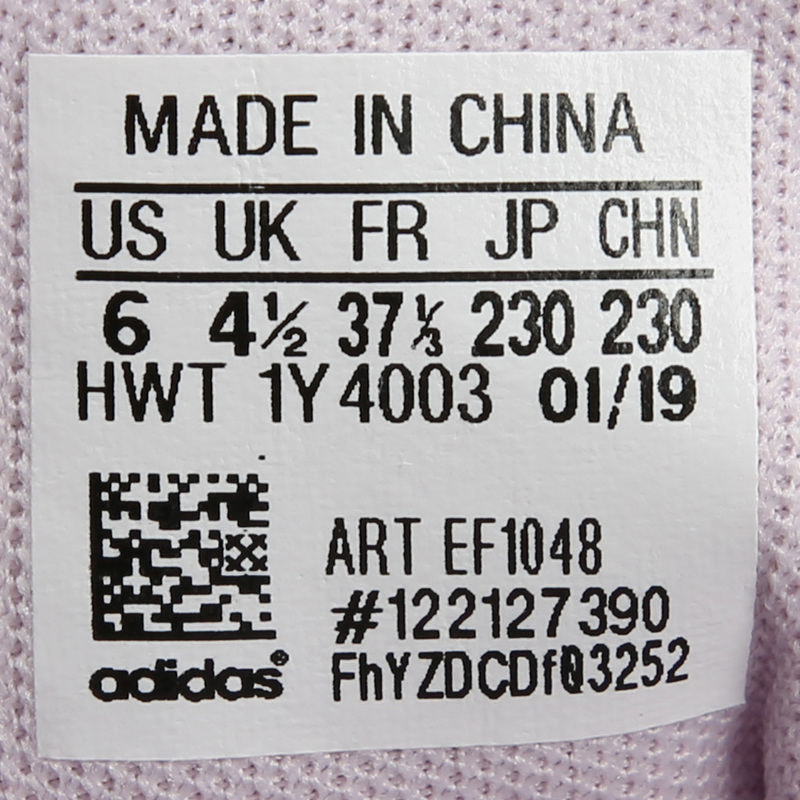 MADE IN CHINA
US UK FR JP CHN
6 4½ 37⅓ 230 230
HWT 1Y4003 01/19
ART EF1048
#122127390
adidas®